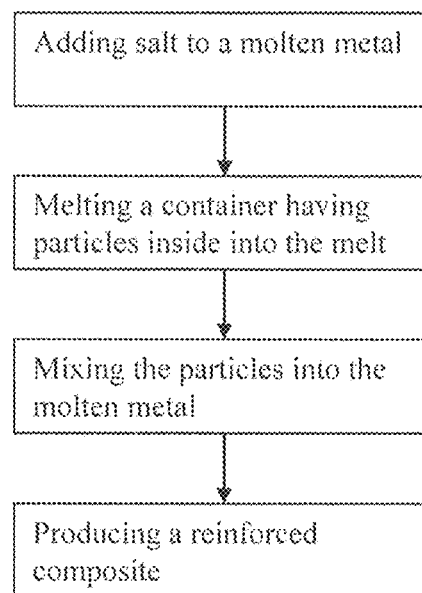 Adding salt to a molten metal
Melting a container having
particles inside into the melt
Mixing the particles into the
molten metal
Producing a reinforced
composite